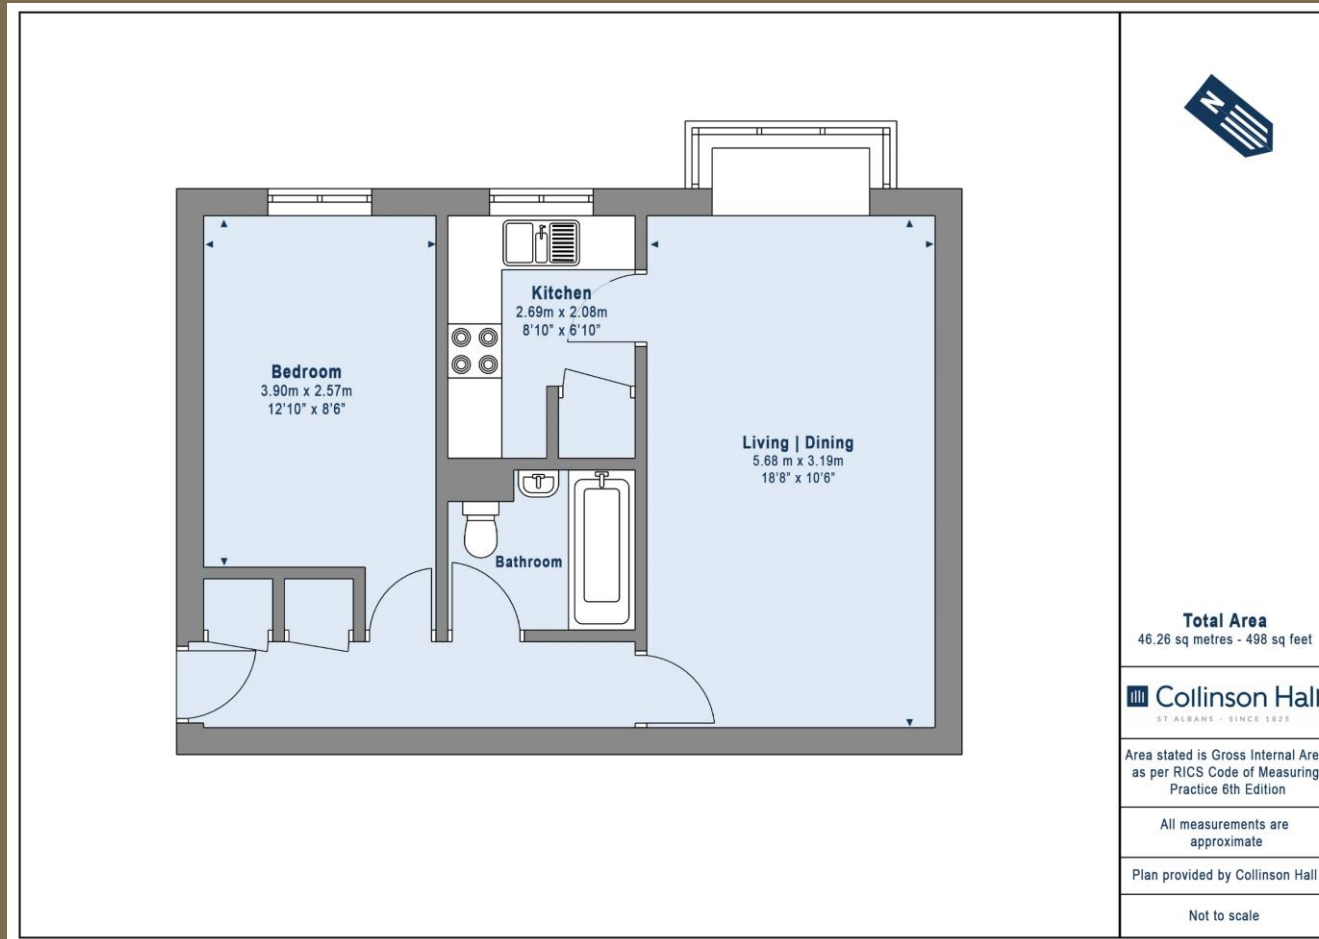 N
Kitchen
2.69m x 2.08m
8'10" x 6'10"
Bedroom
3.90m x 2.57m
12'10" x 8'6"
Living | Dining
5.68 m x 3.19m
18'8" x 10'6"
Bathroom
Total Area
46.26 sq metres - 498 sq feet
Collinson Hall
ST ALBANS - SINCE 1825
Area stated is Gross Internal Are
as per RICS Code of Measuring
Practice 6th Edition
All measurements are
approximate
Plan provided by Collinson Hall
Not to scale